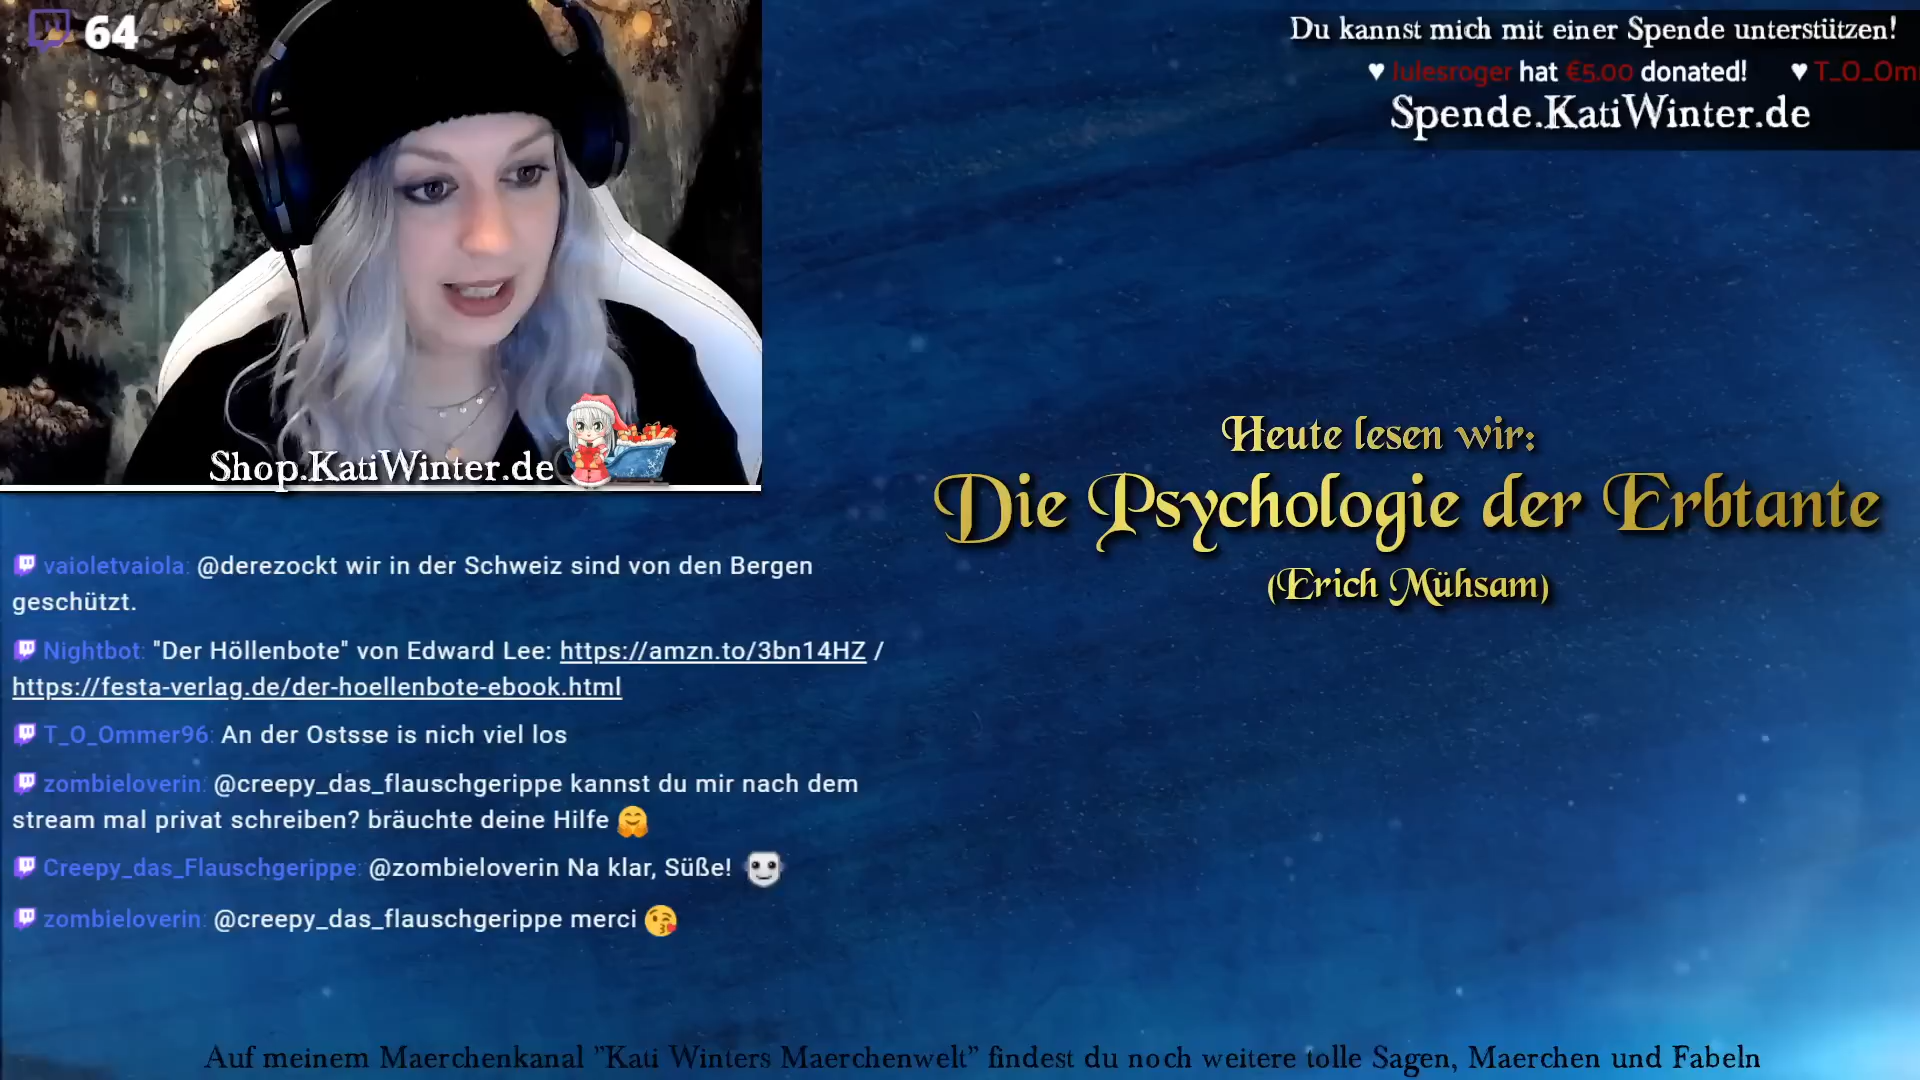 64
Du kannst mich mit einer Spende unterstützen!
♥ lulesroger hat €5.00 donated! ♥ T_O_Om
Spende.KatiWinter.de
Shop.KatiWinter.de
Heute lesen wir:
Die Psychologie der Erbtante
(Erich Mühsam)
vaioletvaiola: @derezockt wir in der Schweiz sind von den Bergen
geschützt.
Nightbot: "Der Höllenbote" von Edward Lee: https://amzn.to/3bn14HZ /
https://festa-verlag.de/der-hoellenbote-ebook.html
T_O_Ommer96: An der Ostsse is nich viel los
zombieloverin: @creepy_das_flauschgerippe kannst du mir nach dem
stream mal privat schreiben? bräuchte deine Hilfe 🤗
Creepy_das_Flauschgerippe: @zombieloverin Na klar, Süße!
zombieloverin: @creepy_das_flauschgerippe merci 😘
Auf meinem Maerchenkanal "Kati Winters Maerchenwelt" findest du noch weitere tolle Sagen, Maerchen und Fabeln